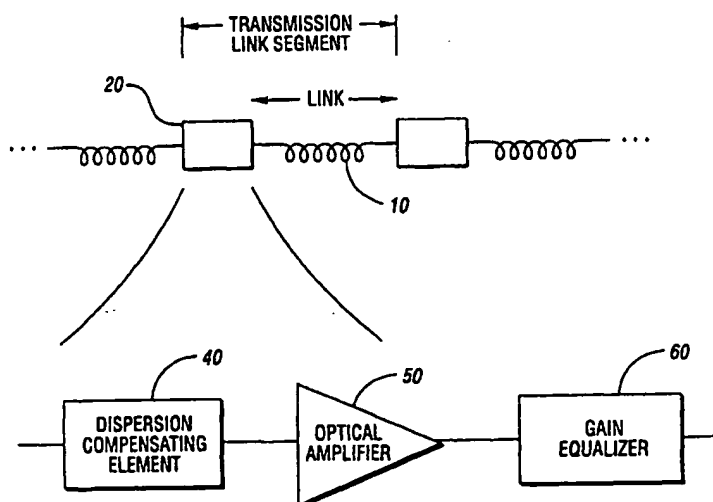 TRANSMISSION
LINK SEGMENT
20
LINK
...
...
10
40
50
60
DISPERSION
COMPENSATING
ELEMENT
OPTICAL
AMPLIFIER
GAIN
EQUALIZER